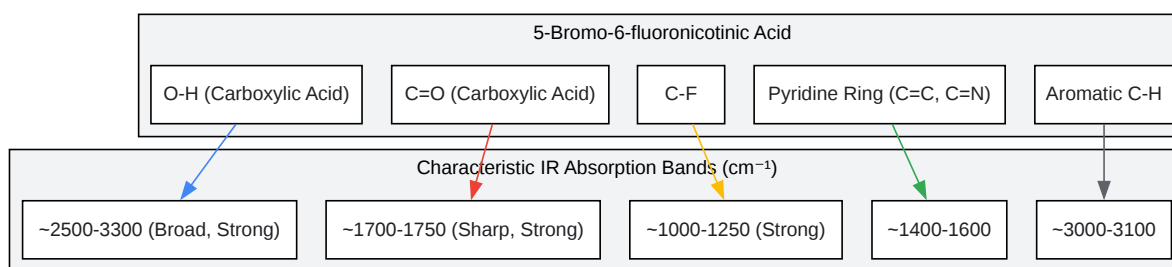 5-Bromo-6-fluoronicotinic Acid
O-H (Carboxylic Acid)
C=O (Carboxylic Acid)
C-F
Pyridine Ring (C=C, C=N)
Aromatic C-H
Characteristic IR Absorption Bands (cm⁻¹)
~2500-3300 (Broad, Strong)
~1700-1750 (Sharp, Strong)
~1000-1250 (Strong)
~1400-1600
~3000-3100